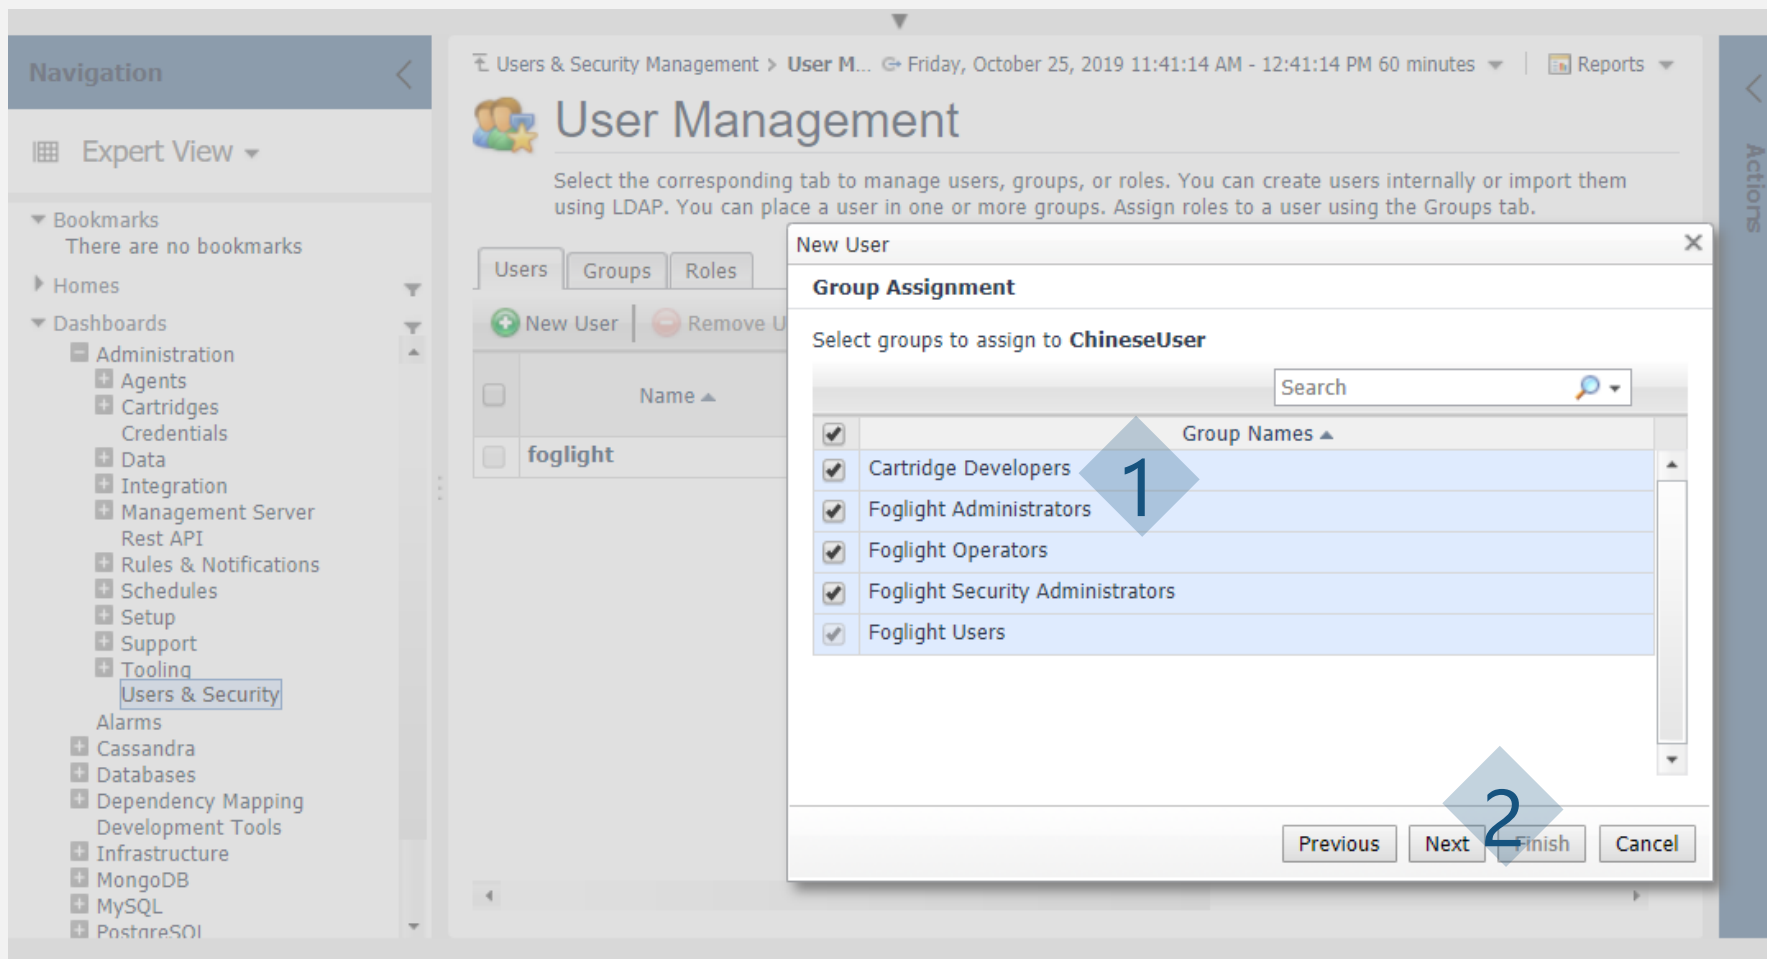 Navigation
Expert View
Bookmarks
There are no bookmarks
Homes
Dashboards
Administration
Agents
Cartridges
Credentials
Data
Integration
Management Server
Rest API
Rules & Notifications
Schedules
Setup
Support
Tooling
Users & Security
Alarms
Cassandra
Databases
Dependency Mapping
Development Tools
Infrastructure
MongoDB
MySQL
PostgreSQL
Users & Security Management > User M... Friday, October 25, 2019 11:41:14 AM - 12:41:14 PM 60 minutes | Reports
User Management
Select the corresponding tab to manage users, groups, or roles. You can create users internally or import them
using LDAP. You can place a user in one or more groups. Assign roles to a user using the Groups tab.
Users Groups Roles
New User Remove U
Name
foglight
New User
Group Assignment
Select groups to assign to ChineseUser
Search
Group Names
Cartridge Developers
1
Foglight Administrators
Foglight Operators
Foglight Security Administrators
Foglight Users
2
Previous Next Finish Cancel
Actions